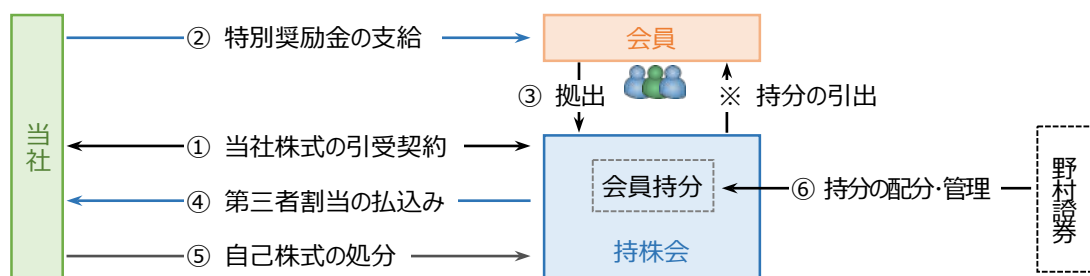 ② 特別奨励金の支給
会員
③ 拠出
※ 持分の引出
当社
① 当社株式の引受契約
会員持分
⑥ 持分の配分・管理
野村證券
④ 第三者割当の払込み
⑤ 自己株式の処分
持株会